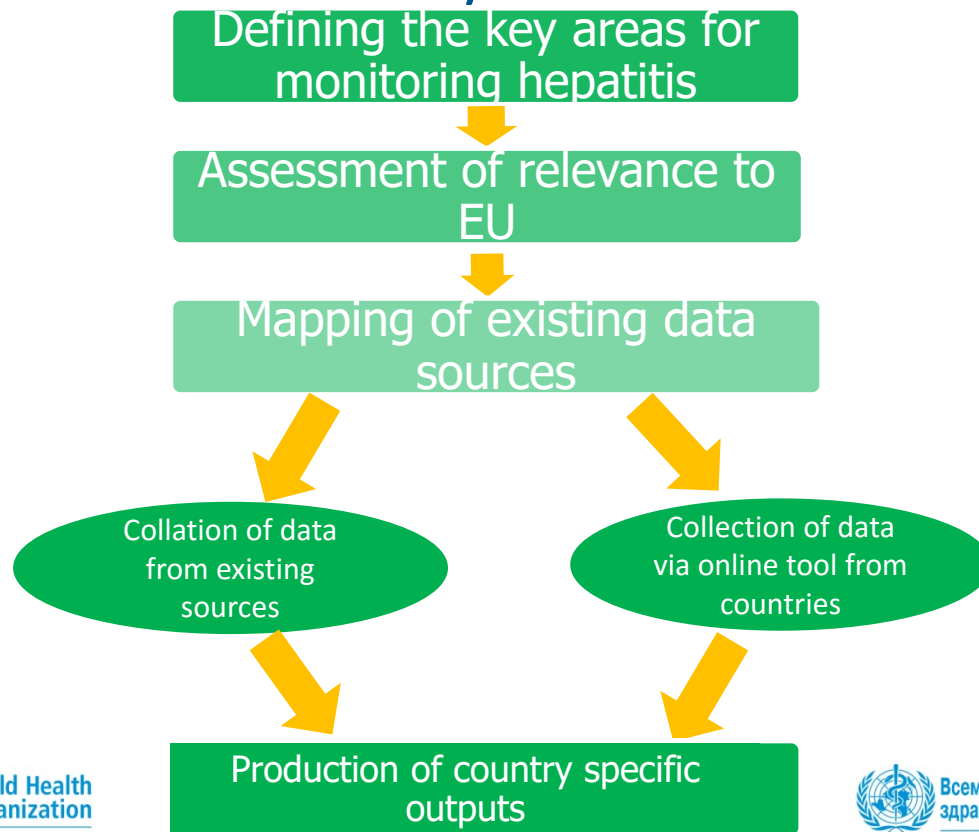 Defining the key areas for
monitoring hepatitis
Assessment of relevance to
EU
Mapping of existing data
sources
Collation of data
from existing
sources
Collection of data
via online tool from
countries
Production of country specific
outputs
ld Health
anization
Всем
здра